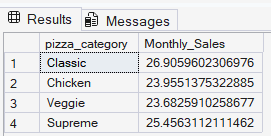 Results Messages
pizza_category Monthly_Sales
1 Classic 26.9059602306976
2 Chicken 23.9551375322885
3 Veggie 23.6825910258677
4 Supreme 25.4563112111462